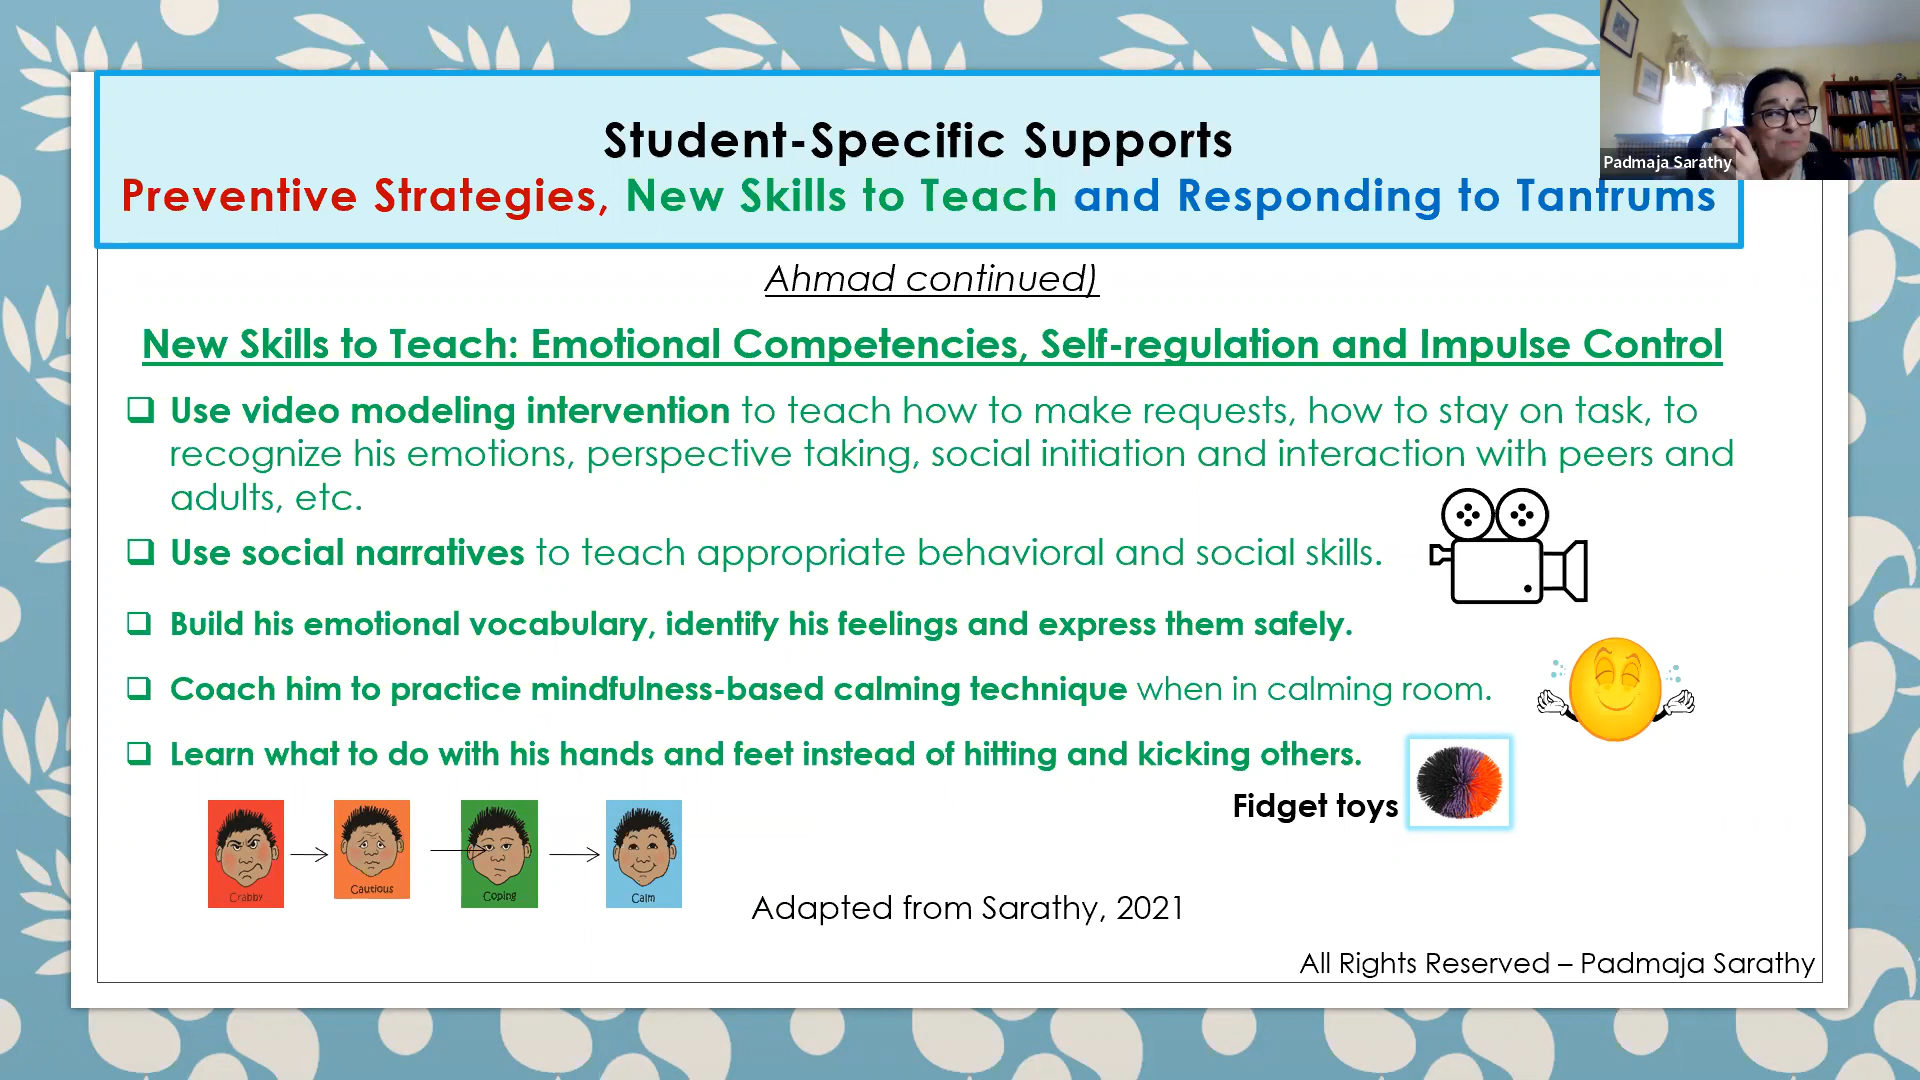 Padmaja Sarathy
Student-Specific Supports
Preventive Strategies, New Skills to Teach and Responding to Tantrums
Ahmad continued)
New Skills to Teach: Emotional Competencies, Self-regulation and Impulse Control
❑ Use video modeling intervention to teach how to make requests, how to stay on task, to
recognize his emotions, perspective taking, social initiation and interaction with peers and
adults, etc.
❑ Use social narratives to teach appropriate behavioral and social skills.
❑ Build his emotional vocabulary, identify his feelings and express them safely.
❑ Coach him to practice mindfulness-based calming technique when in calming room.
❑ Learn what to do with his hands and feet instead of hitting and kicking others.
Fidget toys
Crabby
Cautious
Coping
Calm
Adapted from Sarathy, 2021
All Rights Reserved – Padmaja Sarathy